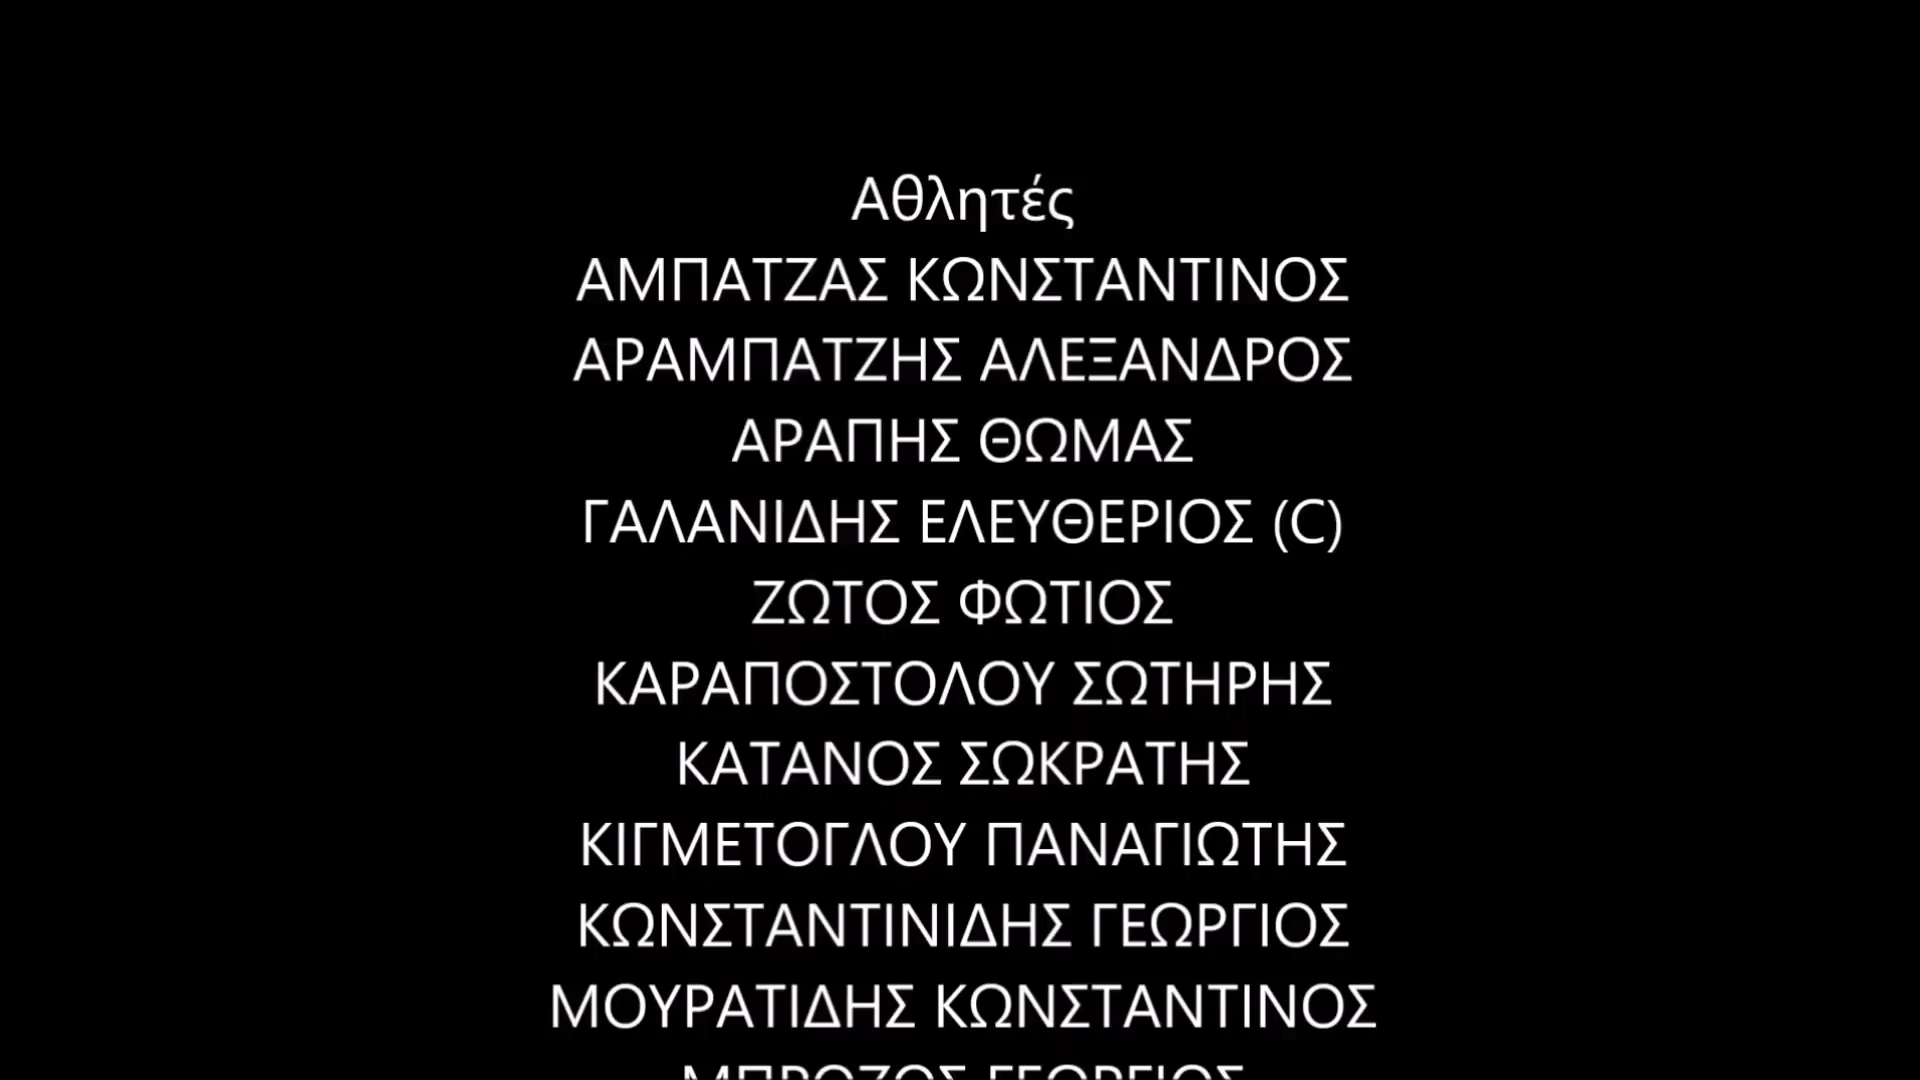 Αθλητές
ΑΜΠΑΤΖΑΣ ΚΩΝΣΤΑΝΤΙΝΟΣ
ΑΡΑΜΠΑΤΖΗΣ ΑΛΕΞΑΝΔΡΟΣ
ΑΡΑΠΗΣ ΘΩΜΑΣ
ΓΑΛΑΝΙΔΗΣ ΕΛΕΥΘΕΡΙΟΣ (C)
ΖΩΤΟΣ ΦΩΤΙΟΣ
ΚΑΡΑΠΟΣΤΟΛΟΥ ΣΩΤΗΡΗΣ
ΚΑΤΑΝΟΣ ΣΩΚΡΑΤΗΣ
ΚΙΓΜΕΤΟΓΛΟΥ ΠΑΝΑΓΙΩΤΗΣ
ΚΩΝΣΤΑΝΤΙΝΙΔΗΣ ΓΕΩΡΓΙΟΣ
ΜΟΥΡΑΤΙΔΗΣ ΚΩΝΣΤΑΝΤΙΝΟΣ